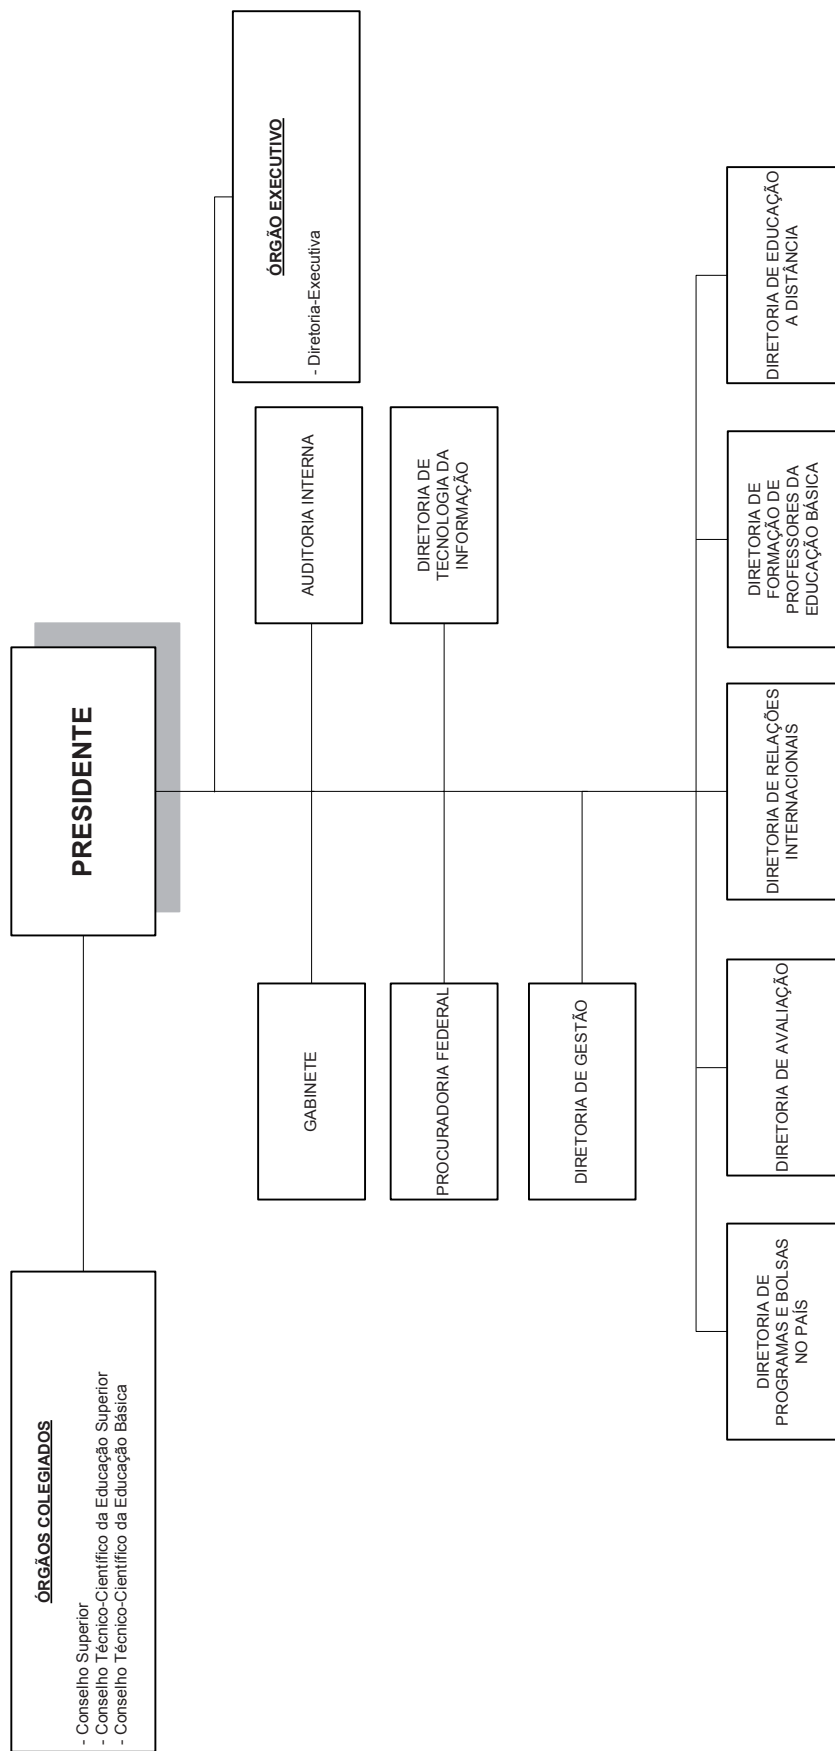 ÓRGÃOS COLEGIADOS
- Conselho Superior
- Conselho Técnico-Científico da Educação Superior
- Conselho Técnico-Científico da Educação Básica
PRESIDENTE
ÓRGÃO EXECUTIVO
- Diretoria-Executiva
GABINETE
AUDITORIA INTERNA
PROCURADORIA FEDERAL
DIRETORIA DE
TECNOLOGIA DA
INFORMAÇÃO
DIRETORIA DE GESTÃO
DIRETORIA DE
PROGRAMAS E BOLSAS
NO PAÍS
DIRETORIA DE AVALIAÇÃO
DIRETORIA DE RELAÇÕES
INTERNACIONAIS
DIRETORIA DE
FORMAÇÃO DE
PROFESSORES DA
EDUCAÇÃO BÁSICA
DIRETORIA DE EDUCAÇÃO
A DISTÂNCIA